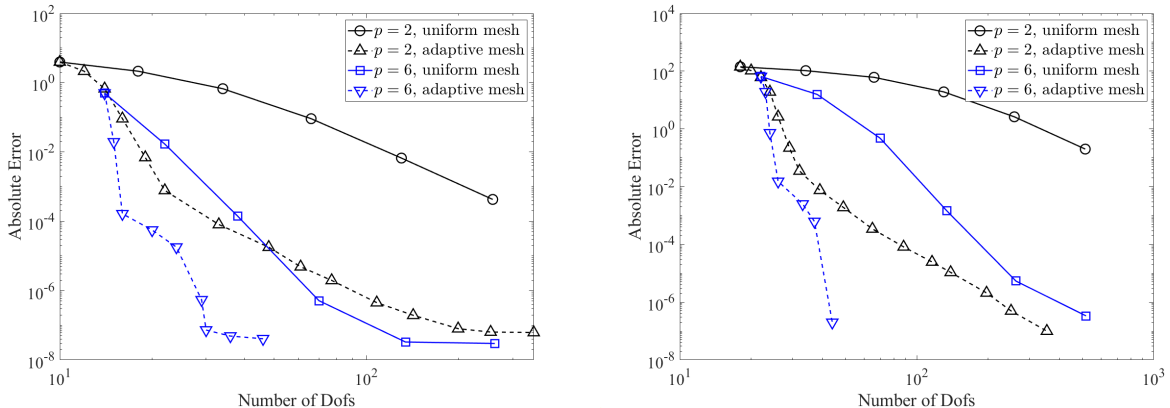 10^2
10^0
10^-2
10^-4
10^-6
10^-8
Absolute Error
p = 2, uniform mesh
p = 2, adaptive mesh
p = 6, uniform mesh
p = 6, adaptive mesh
10^1
10^2
Number of Dofs
10^4
10^2
10^0
10^-2
10^-4
10^-6
10^-8
Absolute Error
p = 2, uniform mesh
p = 2, adaptive mesh
p = 6, uniform mesh
p = 6, adaptive mesh
10^1
10^2
10^3
Number of Dofs